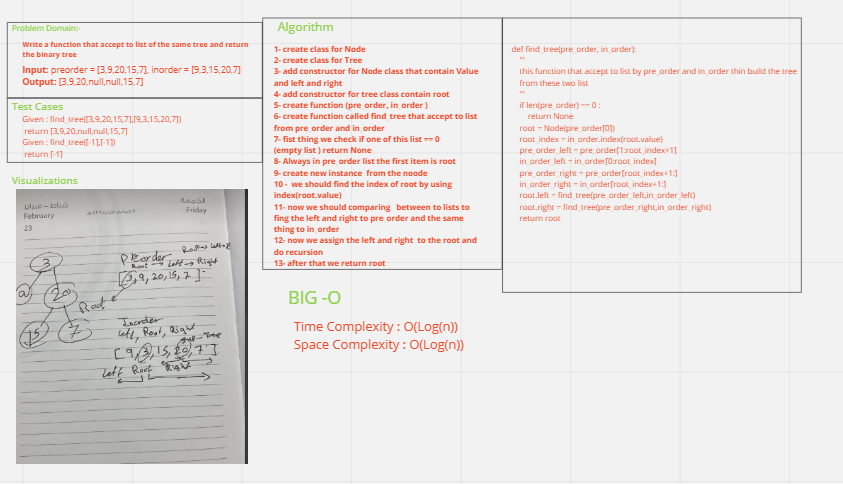 Problem Domain:-
Write a function that accept to list of the same tree and return
the binary tree
Input: preorder = [3,9,20,15,7], inorder = [9,3,15,20,7]
Output: [3,9,20,null,null,15,7]
Test Cases
Given : find_tree([3,9,20,15,7],[9,3,15,20,7])
return [3,9,20,null,null,15,7]
Given : find_tree([-1],[-1])
return [-1]
Visualizations
شباط – فبراير
February
23
الجمعة
Friday
3
20
15
7
Preorder
Root → Left → Right
[3, 9, 20, 15, 7]
Root
Inorder
Left, Root, Right
[9, 3, 15, 20, 7]
Left Root Right
Algorithm
1- create class for Node
2- create class for Tree
3- add constructor for Node class that contain Value
and left and right
4- add constructor for tree class contain root
5- create function (pre_order, in_order )
6- create function called find_tree that accept to list
from pre_order and in_order
7- fist thing we check if one of this list == 0
(empty list ) return None
8- Always in pre_order list the first item is root
9- create new instance from the noode
10 - we should find the index of root by using
index(root.value)
11- now we should comparing between to lists to
fing the left and right to pre_order and the same
thing to in_order
12- now we assign the left and right to the root and
do recursion
13- after that we return root
BIG -O
Time Complexity : O(Log(n))
Space Complexity : O(Log(n))
def find_tree(pre_order, in_order):
'''
this function that accept to list by pre_order and in_order thin build the tree
from these two list
'''
if len(pre_order) == 0 :
return None
root = Node(pre_order[0])
root_index = in_order.index(root.value)
pre_order_left = pre_order[1:root_index+1]
in_order_left = in_order[0:root_index]
pre_order_right = pre_order[root_index+1:]
in_order_right = in_order[root_index+1:]
root.left = find_tree(pre_order_left,in_order_left)
root.right = find_tree(pre_order_right,in_order_right)
return root